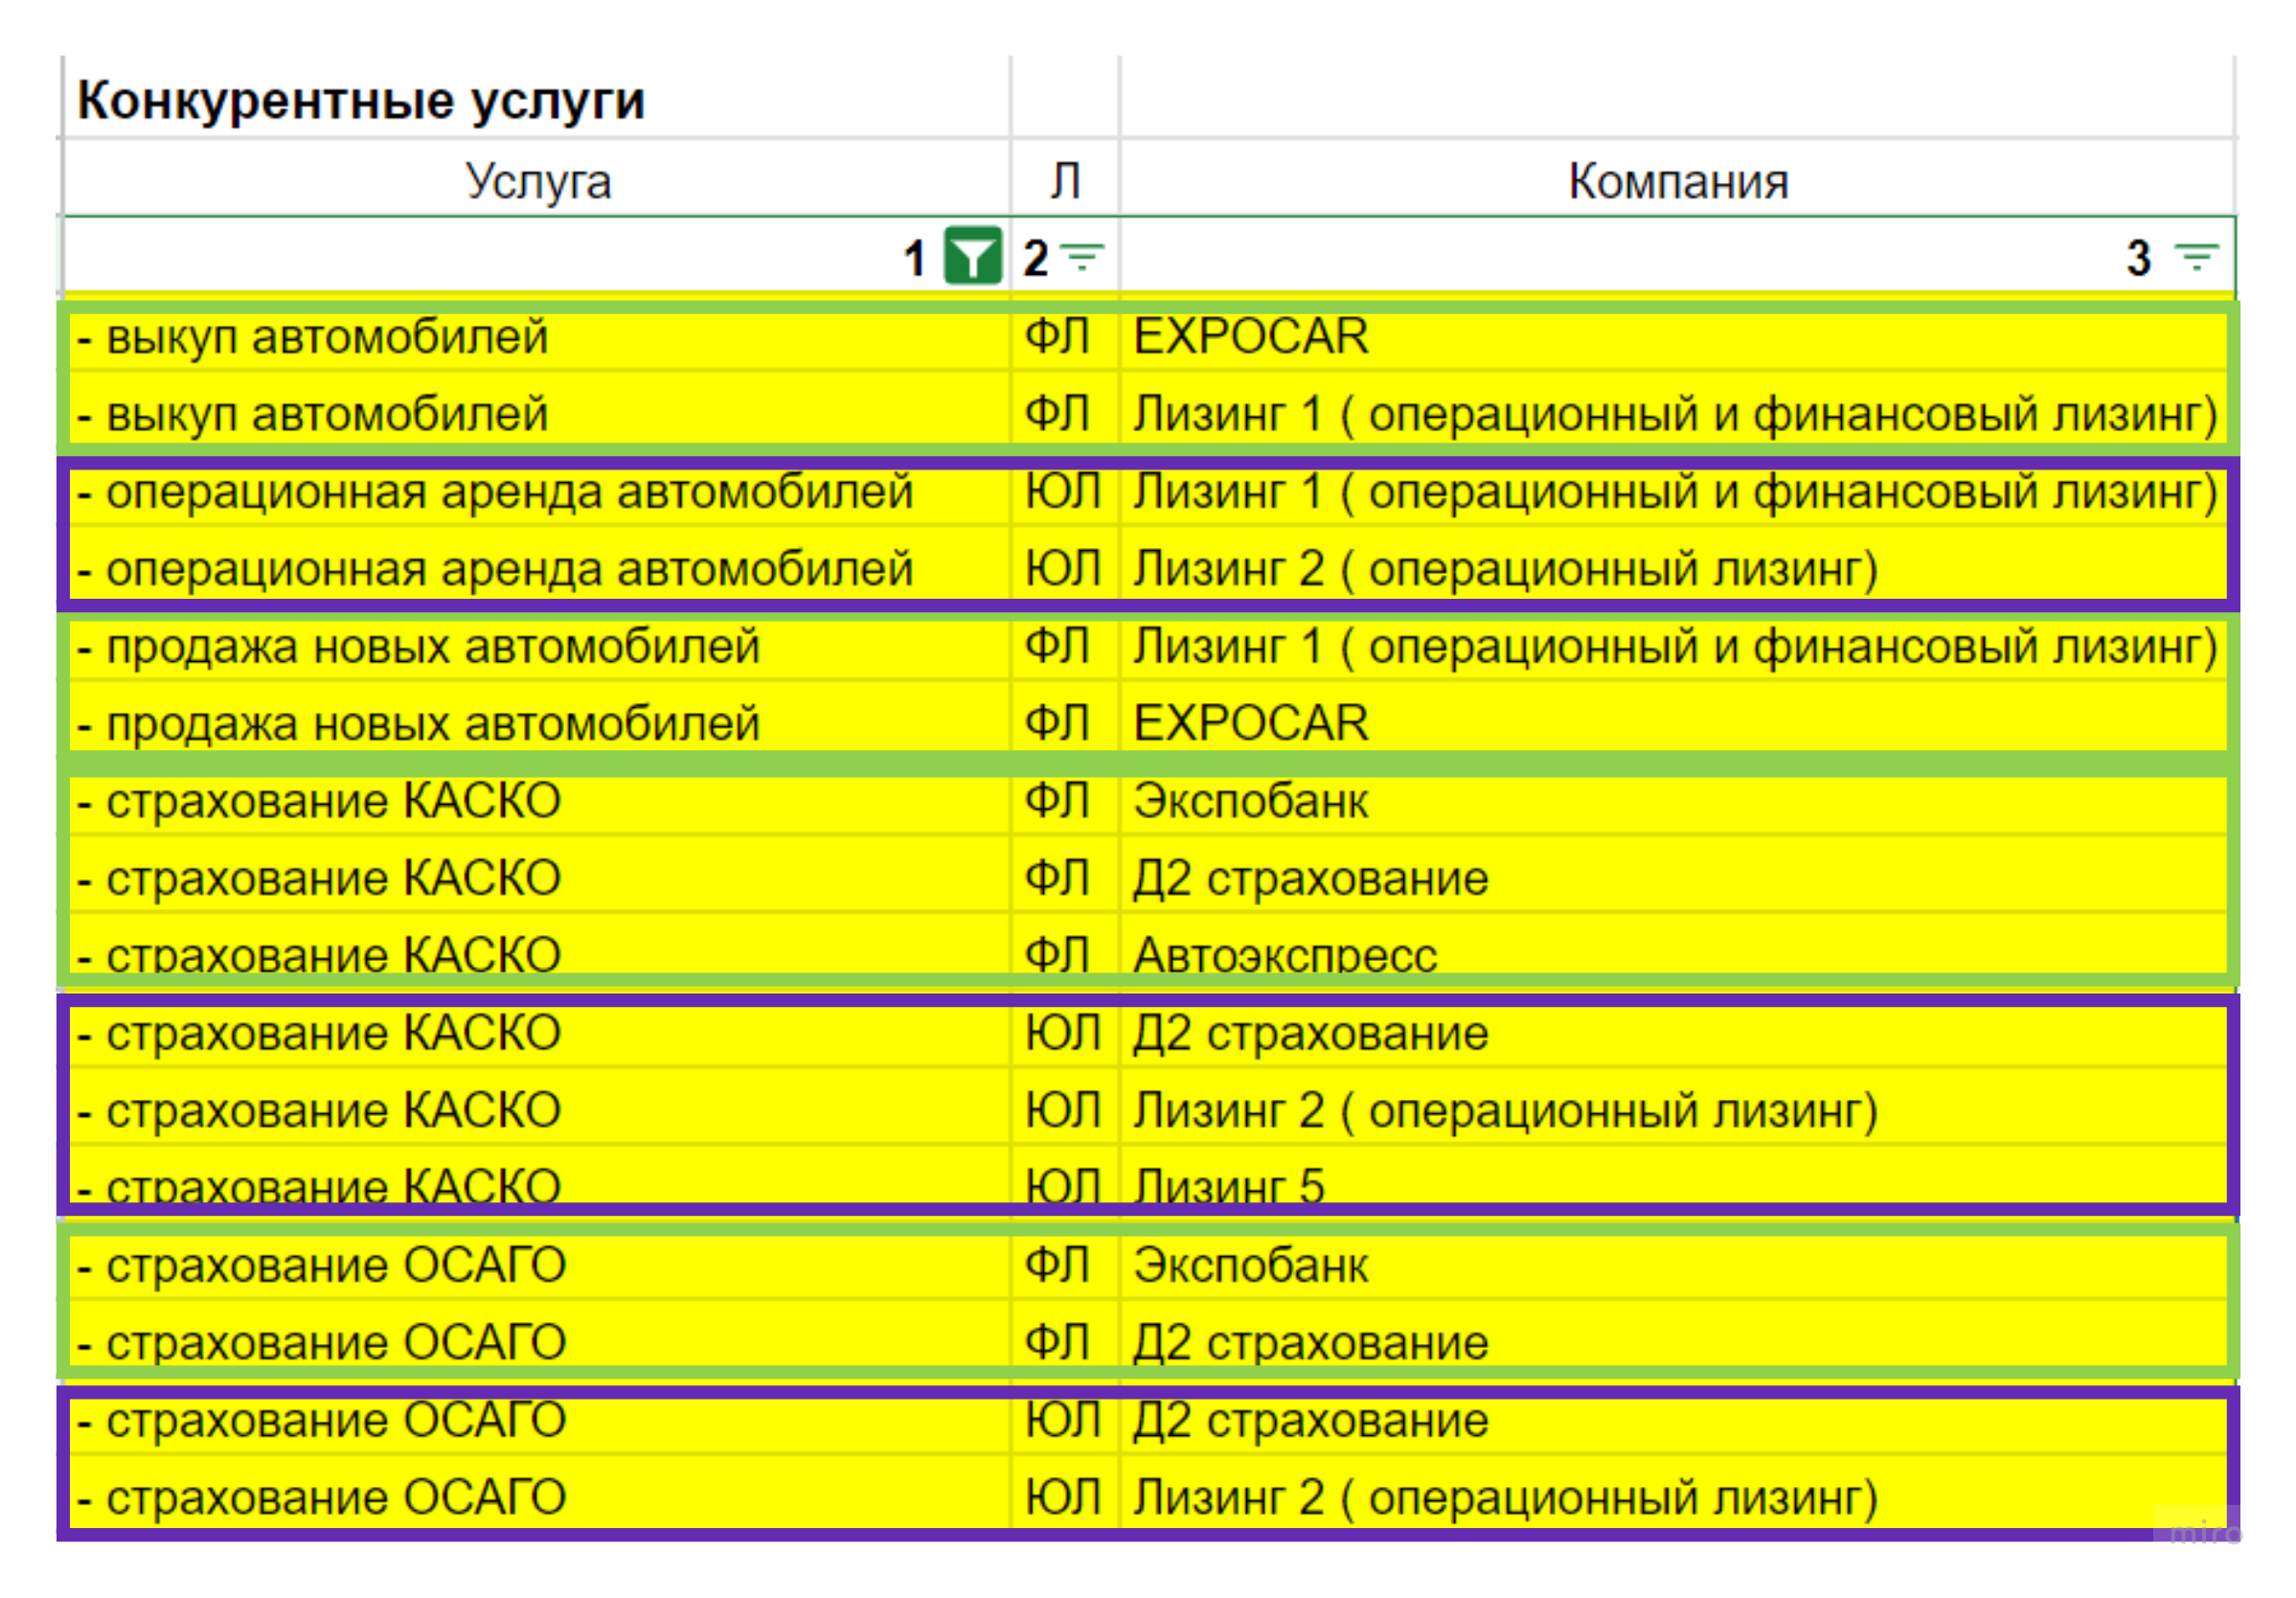 Конкурентные услуги
Услуга Л Компания
1 2 3
- выкуп автомобилей ФЛ EXPOCAR
- выкуп автомобилей ФЛ Лизинг 1 ( операционный и финансовый лизинг)
- операционная аренда автомобилей ЮЛ Лизинг 1 ( операционный и финансовый лизинг)
- операционная аренда автомобилей ЮЛ Лизинг 2 ( операционный лизинг)
- продажа новых автомобилей ФЛ Лизинг 1 ( операционный и финансовый лизинг)
- продажа новых автомобилей ФЛ EXPOCAR
- страхование КАСКО ФЛ Экспобанк
- страхование КАСКО ФЛ Д2 страхование
- страхование КАСКО ФЛ Автоэкспресс
- страхование КАСКО ЮЛ Д2 страхование
- страхование КАСКО ЮЛ Лизинг 2 ( операционный лизинг)
- страхование КАСКО ЮЛ Лизинг 5
- страхование ОСАГО ФЛ Экспобанк
- страхование ОСАГО ФЛ Д2 страхование
- страхование ОСАГО ЮЛ Д2 страхование
- страхование ОСАГО ЮЛ Лизинг 2 ( операционный лизинг)
miro